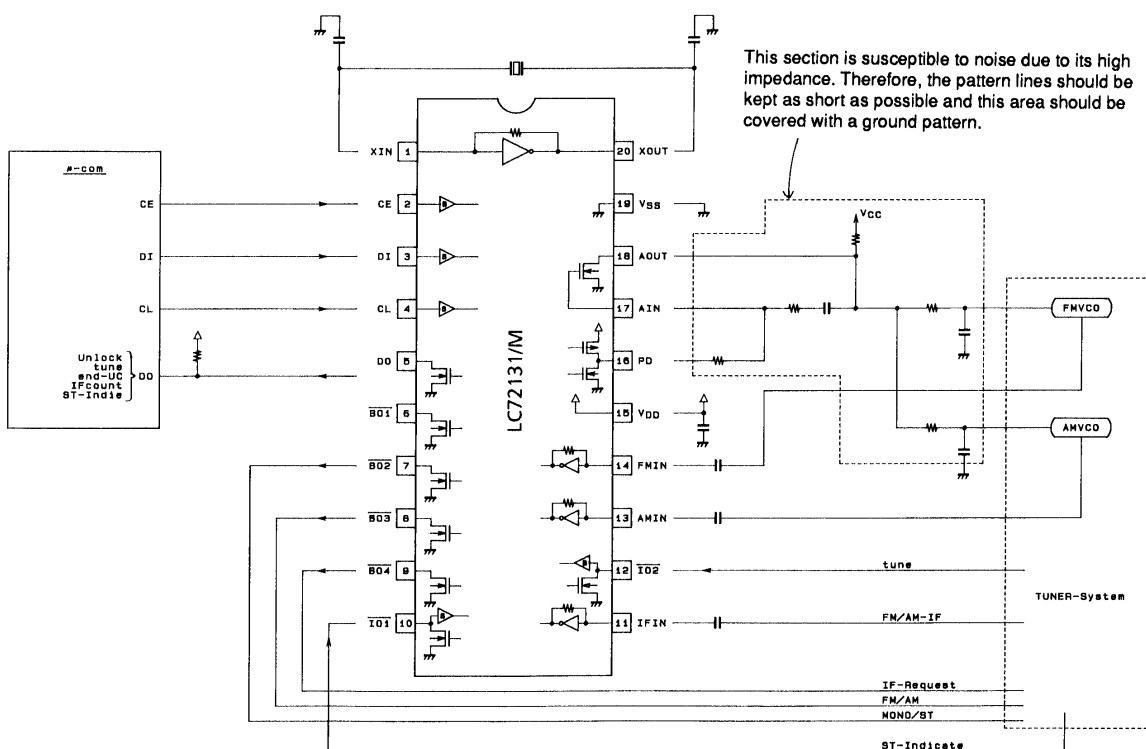 This section is susceptible to noise due to its high
impedance. Therefore, the pattern lines should be
kept as short as possible and this area should be
covered with a ground pattern.
μ-com
CE
DI
CL
Unlock
tune
end-UC
IFcount
ST-Indie
DO
XIN 1
CE 2
DI 3
CL 4
DO 5
BO1 6
BO2 7
BO3 8
BO4 9
IO1 10
S
S
S
S
S
LC72131/M
20 XOUT
19 VSS
18 AOUT
17 AIN
16 PD
15 VDD
14 FMIN
13 AMIN
12 IO2
11 IFIN
VCC
FMVCO
AMVCO
TUNER-System
tune
FM/AM-IF
IF-Request
FM/AM
MONO/ST
ST-Indicate